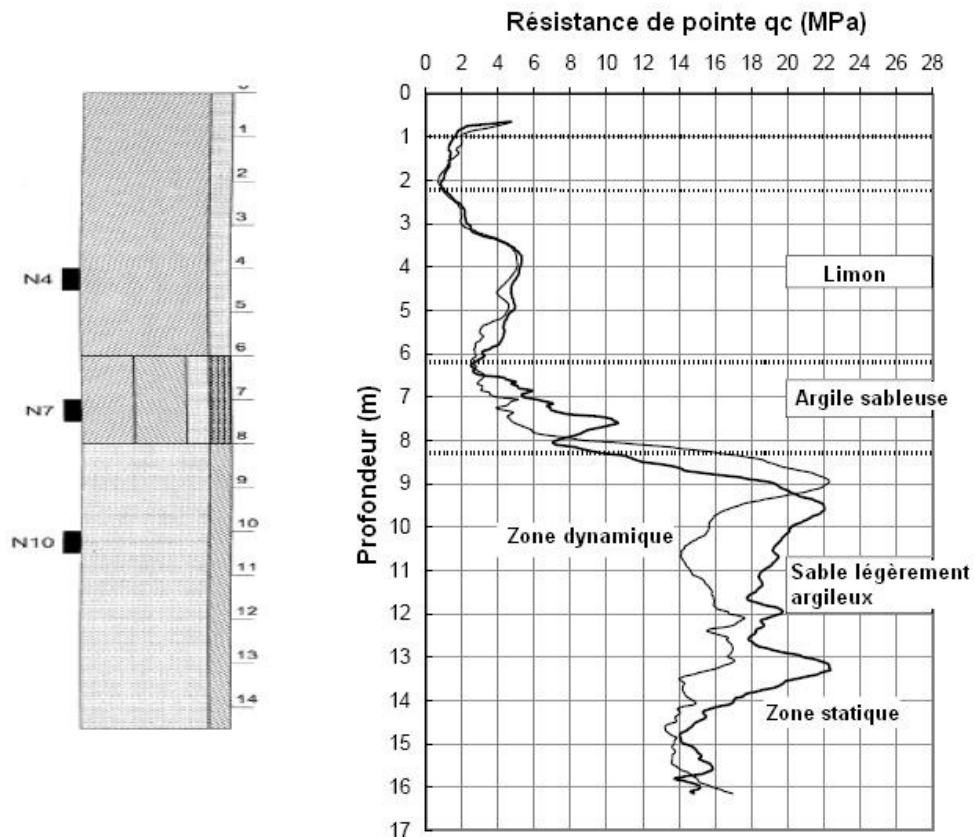 Résistance de pointe qc (MPa)
0 2 4 6 8 10 12 14 16 18 20 22 24 26 28
0
1
2
3
4
5
6
7
8
9
10
11
12
13
14
15
16
17
Profondeur (m)
Limon
Argile sableuse
Zone dynamique
Sable légèrement
argileux
Zone statique
1
2
3
4
5
6
7
8
9
10
11
12
13
14
N4
N7
N10